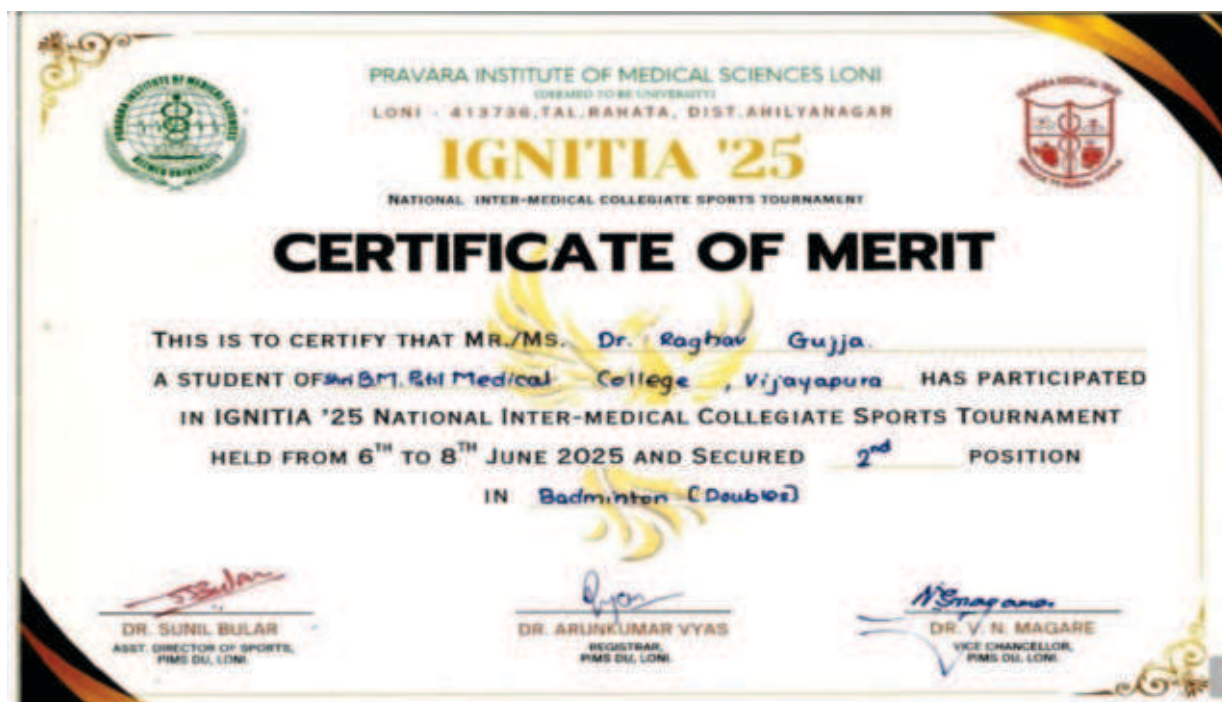 PRAVARA INSTITUTE OF MEDICAL SCIENCES LONI
(DEEMED TO BE UNIVERSITY)
LONI - 413736, TAL.RAHATA, DIST.AHILYANAGAR
IGNITIA '25
NATIONAL INTER-MEDICAL COLLEGIATE SPORTS TOURNAMENT
CERTIFICATE OF MERIT
THIS IS TO CERTIFY THAT MR./MS. Dr. Raghav Gujja.
A STUDENT OF Shri B.M. Patil Medical College, Vijayapura HAS PARTICIPATED
IN IGNITIA '25 NATIONAL INTER-MEDICAL COLLEGIATE SPORTS TOURNAMENT
HELD FROM 6TH TO 8TH JUNE 2025 AND SECURED 2nd POSITION
IN Badminton (Doubles)
DR. SUNIL BULAR
ASST. DIRECTOR OF SPORTS,
PIMS DU, LONI.
DR. ARUNKUMAR VYAS
REGISTRAR,
PIMS DU, LONI.
DR. V. N. MAGARE
VICE CHANCELLOR,
PIMS DU, LONI.